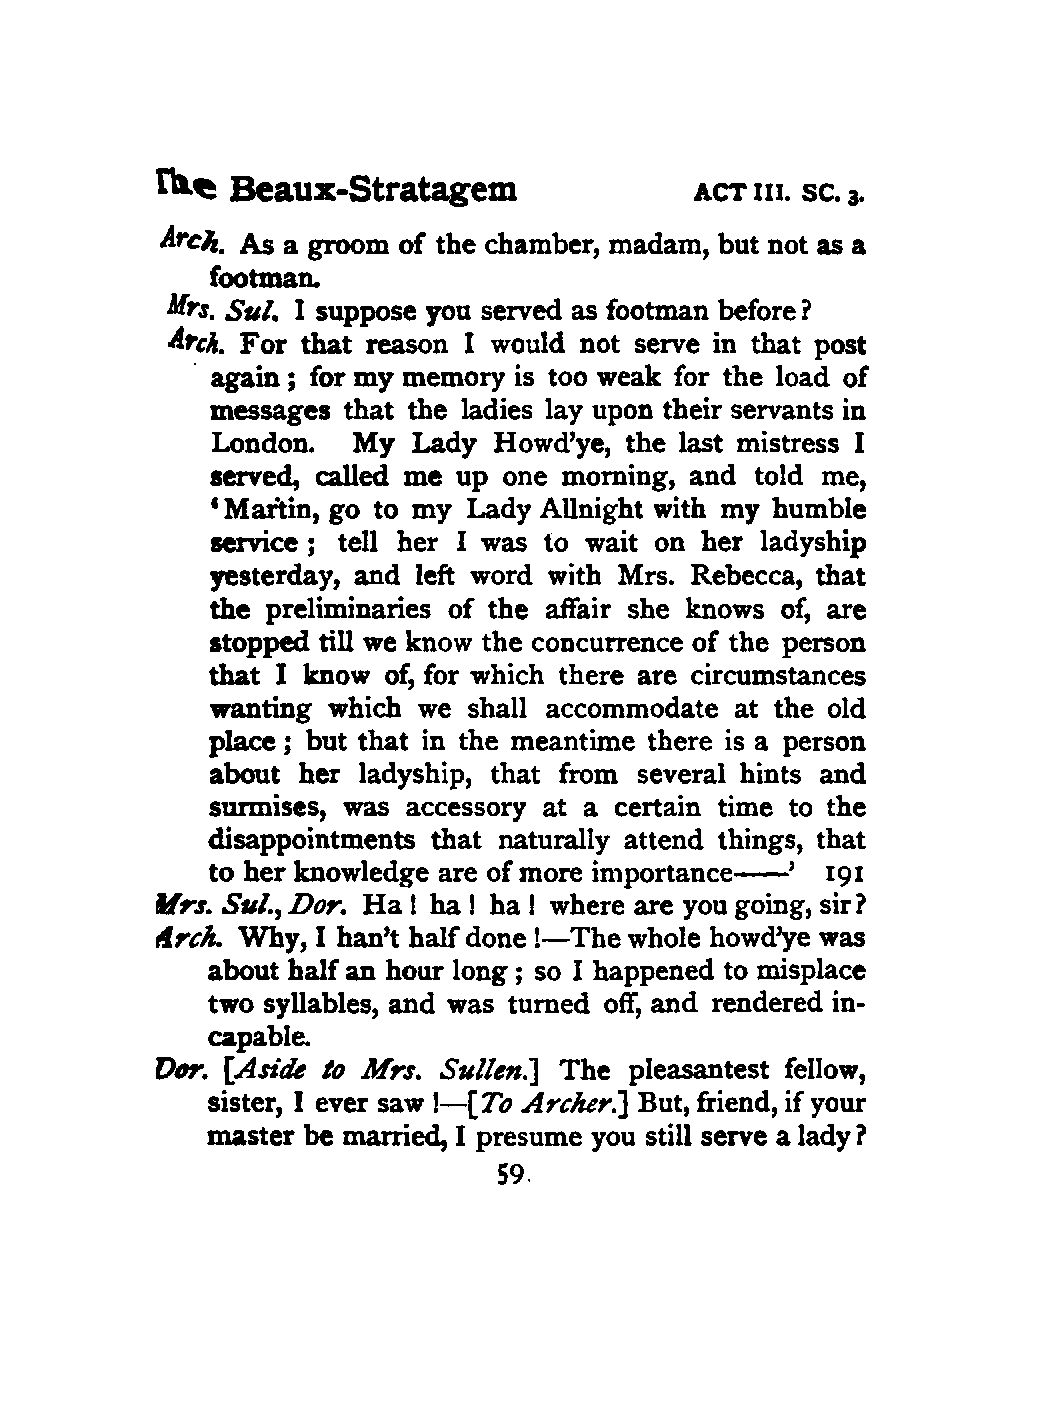 The Beaux-Stratagem ACT III. SC. 3.
Arch. As a groom of the chamber, madam, but not as a
footman.
Mrs. Sul. I suppose you served as footman before?
Arch. For that reason I would not serve in that post
again; for my memory is too weak for the load of
messages that the ladies lay upon their servants in
London. My Lady Howd'ye, the last mistress I
served, called me up one morning, and told me,
'Martin, go to my Lady Allnight with my humble
service; tell her I was to wait on her ladyship
yesterday, and left word with Mrs. Rebecca, that
the preliminaries of the affair she knows of, are
stopped till we know the concurrence of the person
that I know of, for which there are circumstances
wanting which we shall accommodate at the old
place; but that in the meantime there is a person
about her ladyship, that from several hints and
surmises, was accessory at a certain time to the
disappointments that naturally attend things, that
to her knowledge are of more importance——' 191
Mrs. Sul., Dor. Ha! ha! ha! where are you going, sir?
Arch. Why, I han't half done!—The whole howd'ye was
about half an hour long; so I happened to misplace
two syllables, and was turned off, and rendered in-
capable.
Dor. [Aside to Mrs. Sullen.] The pleasantest fellow,
sister, I ever saw!—[To Archer.] But, friend, if your
master be married, I presume you still serve a lady?
59.